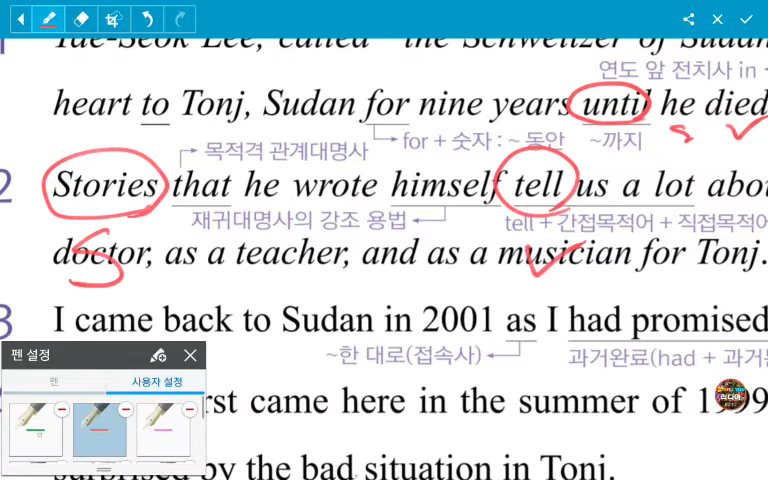 Tae-Seok Lee, called "the Schweitzer of Sudan
연도 앞 전치사 in
heart to Tonj, Sudan for nine years until he died
for + 숫자 : ~ 동안 ~까지
S V
목적격 관계대명사
2 Stories that he wrote himself tell us a lot abou
재귀대명사의 강조 용법 tell + 간접목적어 + 직접목적어
S V
doctor, as a teacher, and as a musician for Tonj.
3 I came back to Sudan in 2001 as I had promised
~한 대로(접속사) 과거완료(had + 과거
펜 설정
펜 사용자 설정
rst came here in the summer of 1999
리디아
surprised by the bad situation in Tonj.